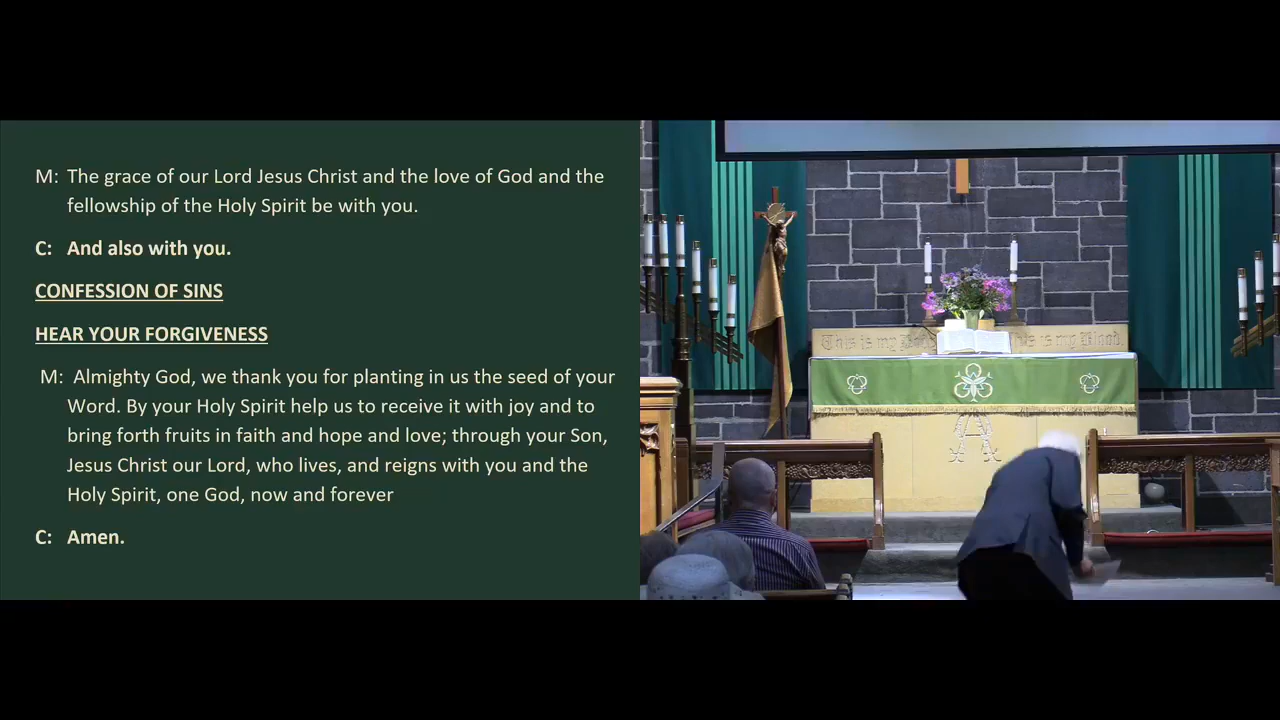 M: The grace of our Lord Jesus Christ and the love of God and the
fellowship of the Holy Spirit be with you.
C: And also with you.
CONFESSION OF SINS
HEAR YOUR FORGIVENESS
M: Almighty God, we thank you for planting in us the seed of your
Word. By your Holy Spirit help us to receive it with joy and to
bring forth fruits in faith and hope and love; through your Son,
Jesus Christ our Lord, who lives, and reigns with you and the
Holy Spirit, one God, now and forever
C: Amen.
This is my This is my Blood.